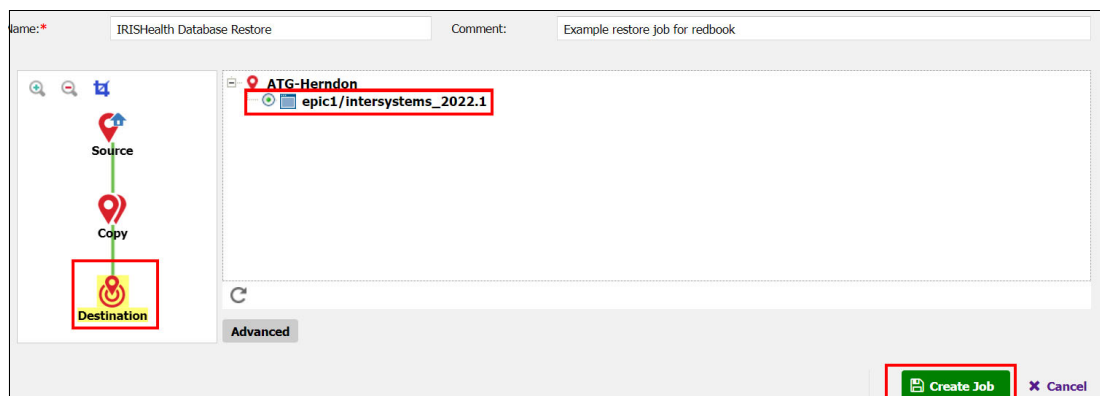 Name:* IRISHealth Database Restore Comment: Example restore job for redbook
ATG-Herndon
epic1/intersystems_2022.1
Source
Copy
Destination
Advanced
Create Job Cancel